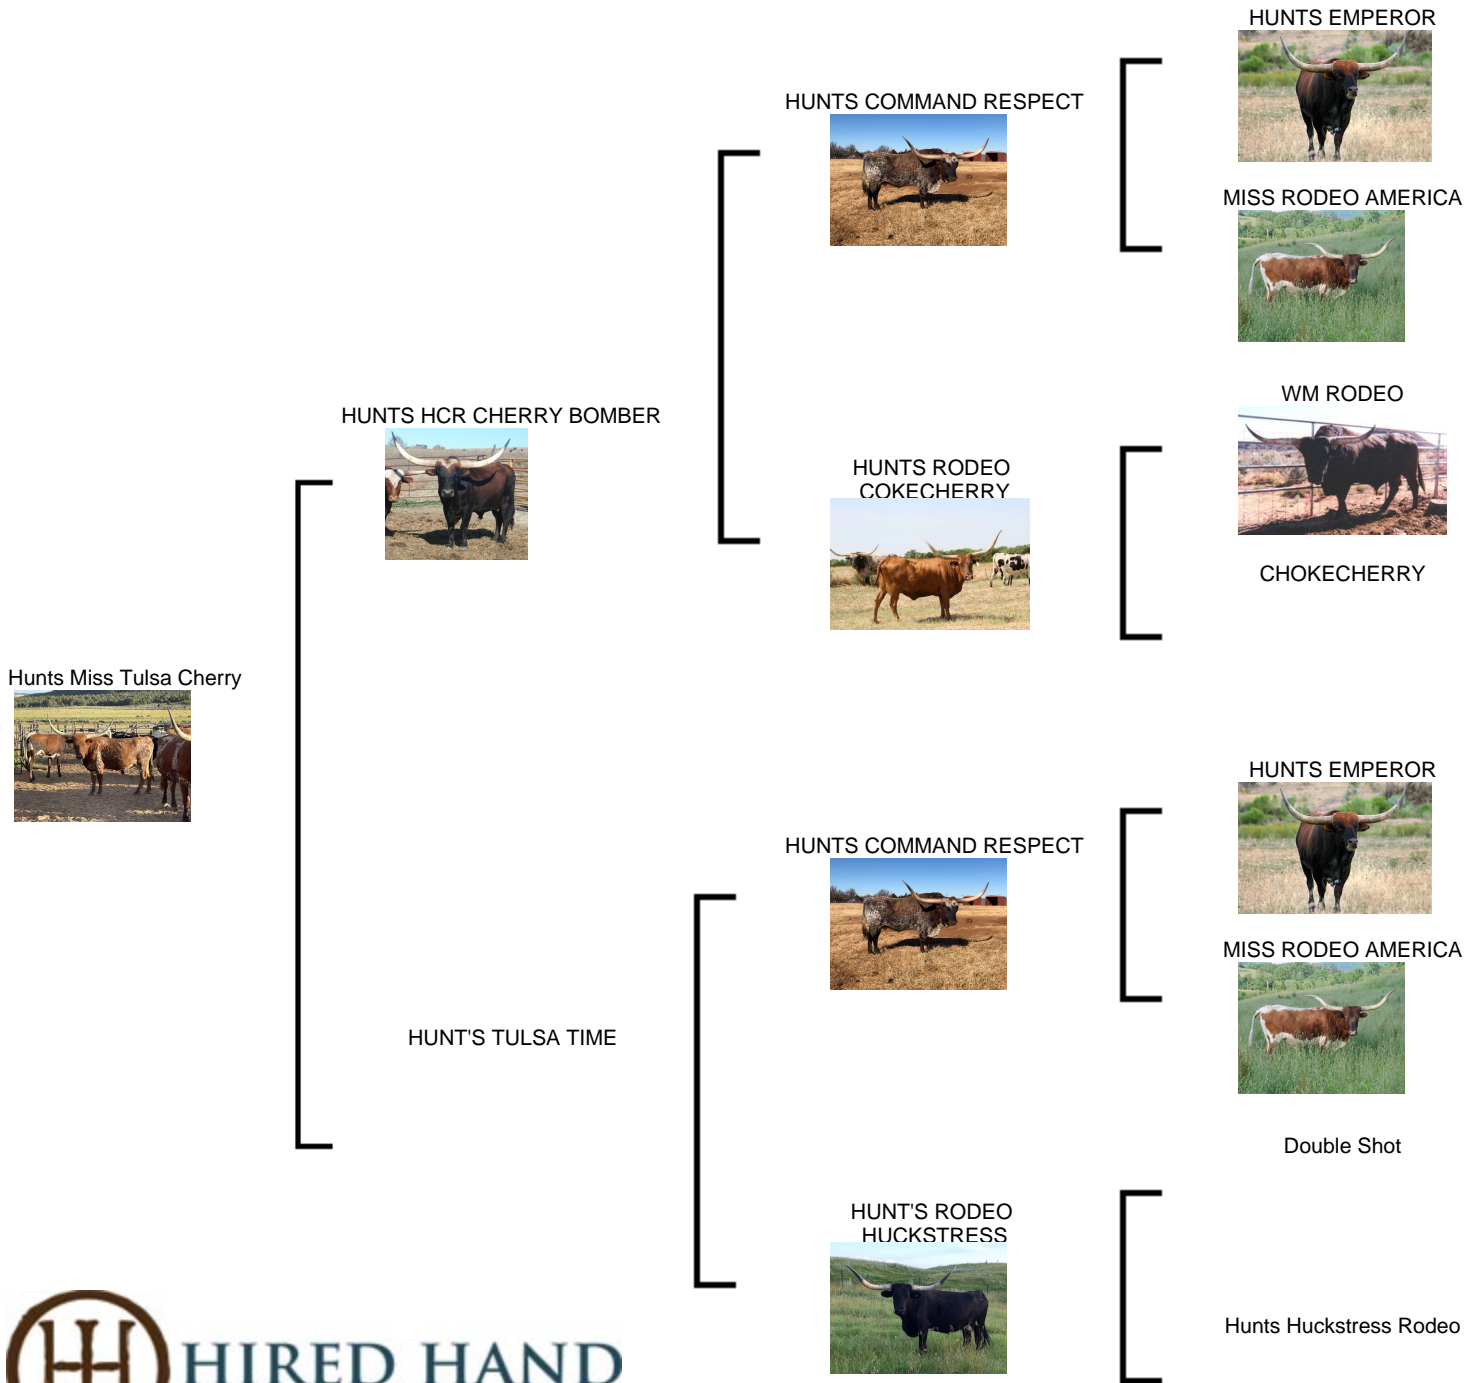 HUNTS EMPEROR
HUNTS COMMAND RESPECT
MISS RODEO AMERICA
WM RODEO
HUNTS HCR CHERRY BOMBER
HUNTS RODEO
COKECHERRY
CHOKECHERRY
Hunts Miss Tulsa Cherry
HUNTS EMPEROR
HUNTS COMMAND RESPECT
MISS RODEO AMERICA
HUNT'S TULSA TIME
Double Shot
HUNT'S RODEO
HUCKSTRESS
Hunts Huckstress Rodeo
HIRED HAND